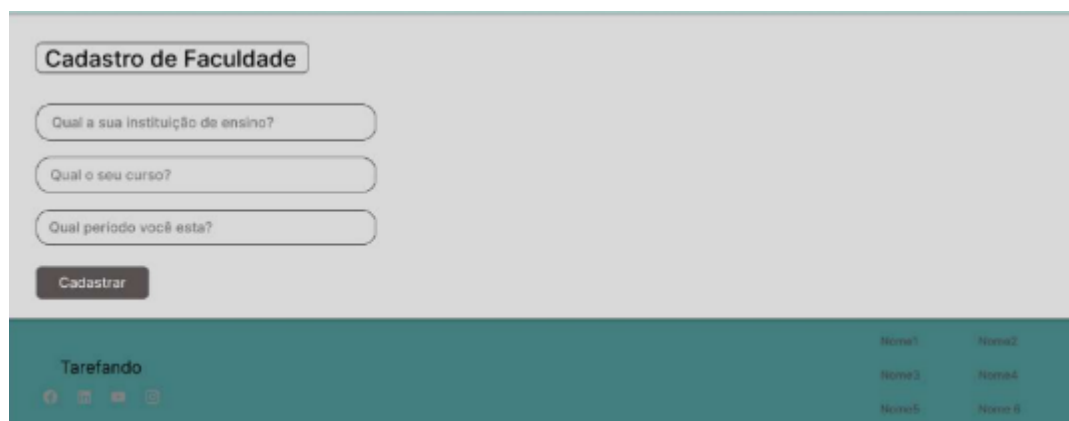 Cadastro de Faculdade
Qual a sua instituição de ensino?
Qual o seu curso?
Qual periodo você esta?
Cadastrar
Tarefando
Nome1 Nome2
Nome3 Nome4
Nome5 Nome 6